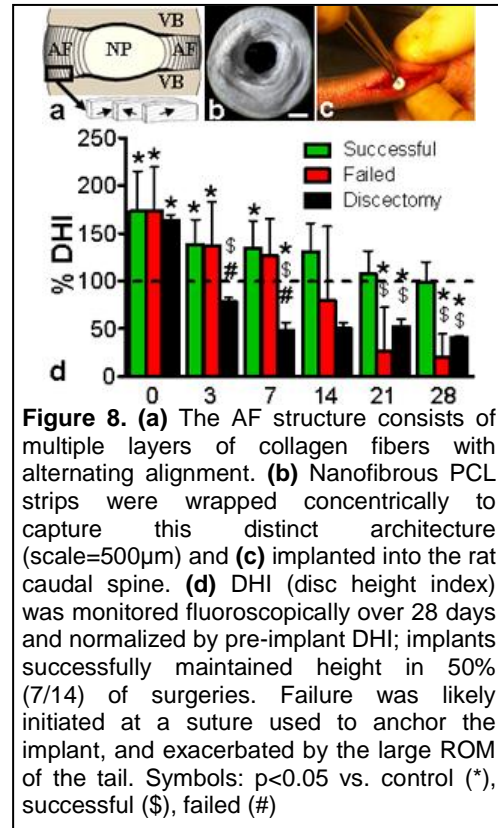 VB
AF
NP
AF
VB
a
b
c
250
200
150
100
50
0
% DHI
Successful
Failed
Discectomy
* * *
* * $ #
* * $ #
* $ * $
* $ * $
d
0 3 7 14 21 28
Figure 8. (a) The AF structure consists of
multiple layers of collagen fibers with
alternating alignment. (b) Nanofibrous PCL
strips were wrapped concentrically to
capture this distinct architecture
(scale=500µm) and (c) implanted into the rat
caudal spine. (d) DHI (disc height index)
was monitored fluoroscopically over 28 days
and normalized by pre-implant DHI; implants
successfully maintained height in 50%
(7/14) of surgeries. Failure was likely
initiated at a suture used to anchor the
implant, and exacerbated by the large ROM
of the tail. Symbols: p<0.05 vs. control (*),
successful ($), failed (#)